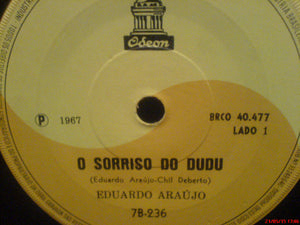 Odeon
P 1967
BRCO 40.477
LADO 1
O SORRISO DO DUDU
(Eduardo Araújo-Chil Deberto)
EDUARDO ARAÚJO
7B-236